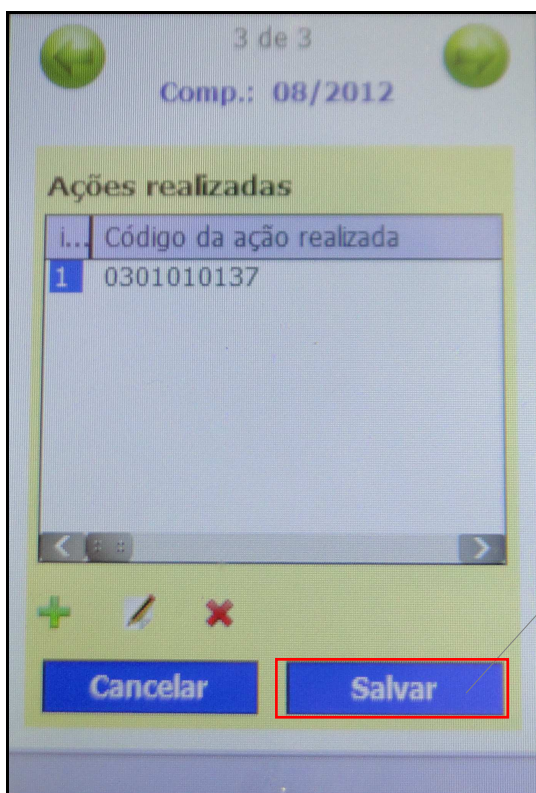 3 de 3
Comp.: 08/2012
Ações realizadas
i... Código da ação realizada
1 0301010137
Cancelar Salvar